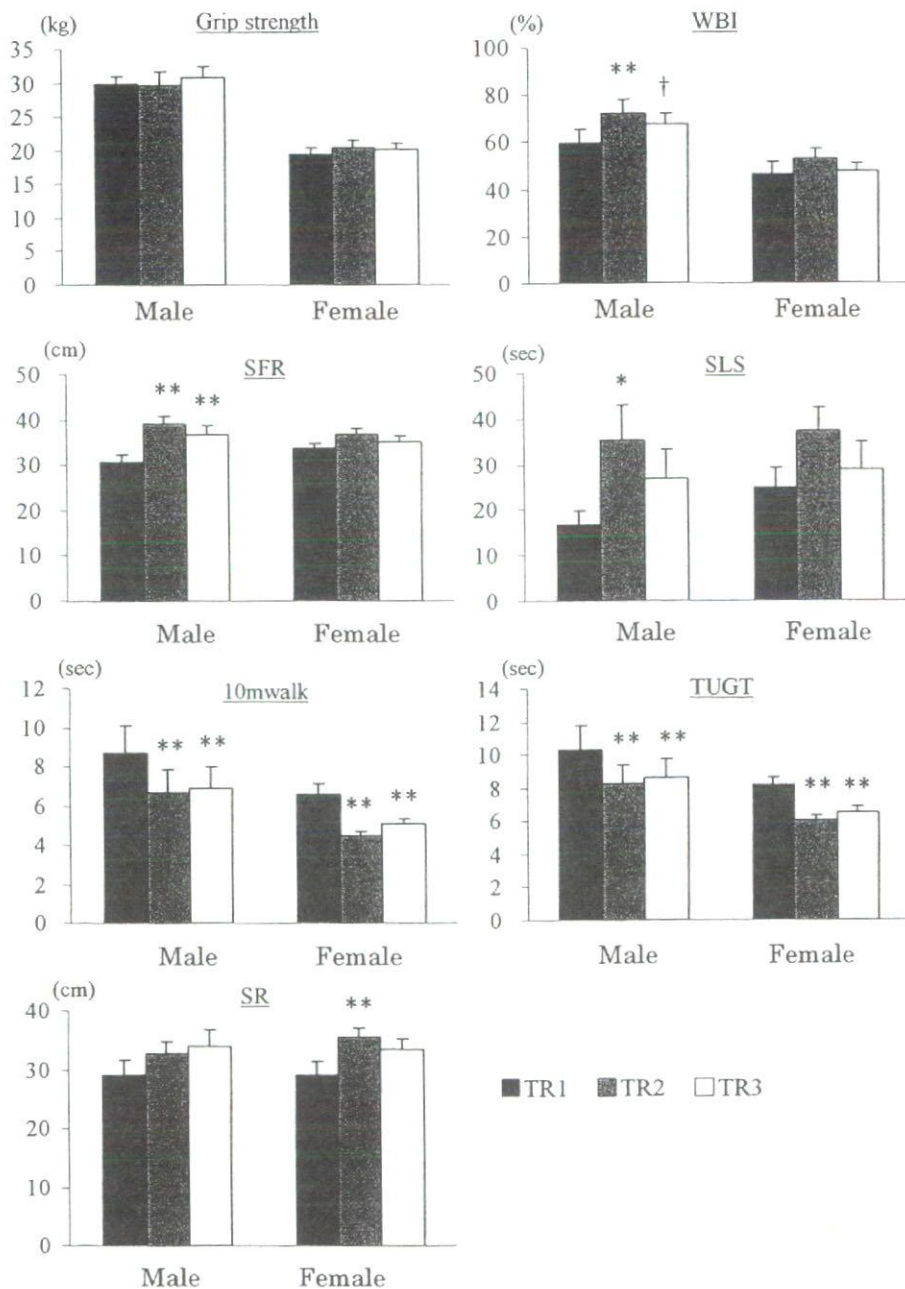 (kg)
Grip strength
35
30
25
20
15
10
5
0
Male Female
(%)
WBI
100
80
60
40
20
0
** †
Male Female
(cm)
SFR
50
40
30
20
10
0
** **
Male Female
(sec)
SLS
50
40
30
20
10
0
*
Male Female
(sec)
10mwalk
12
10
8
6
4
2
0
** ** ** **
Male Female
(sec)
TUGT
14
12
10
8
6
4
2
0
** ** ** **
Male Female
(cm)
SR
40
30
20
10
0
**
Male Female
TR1 TR2 TR3